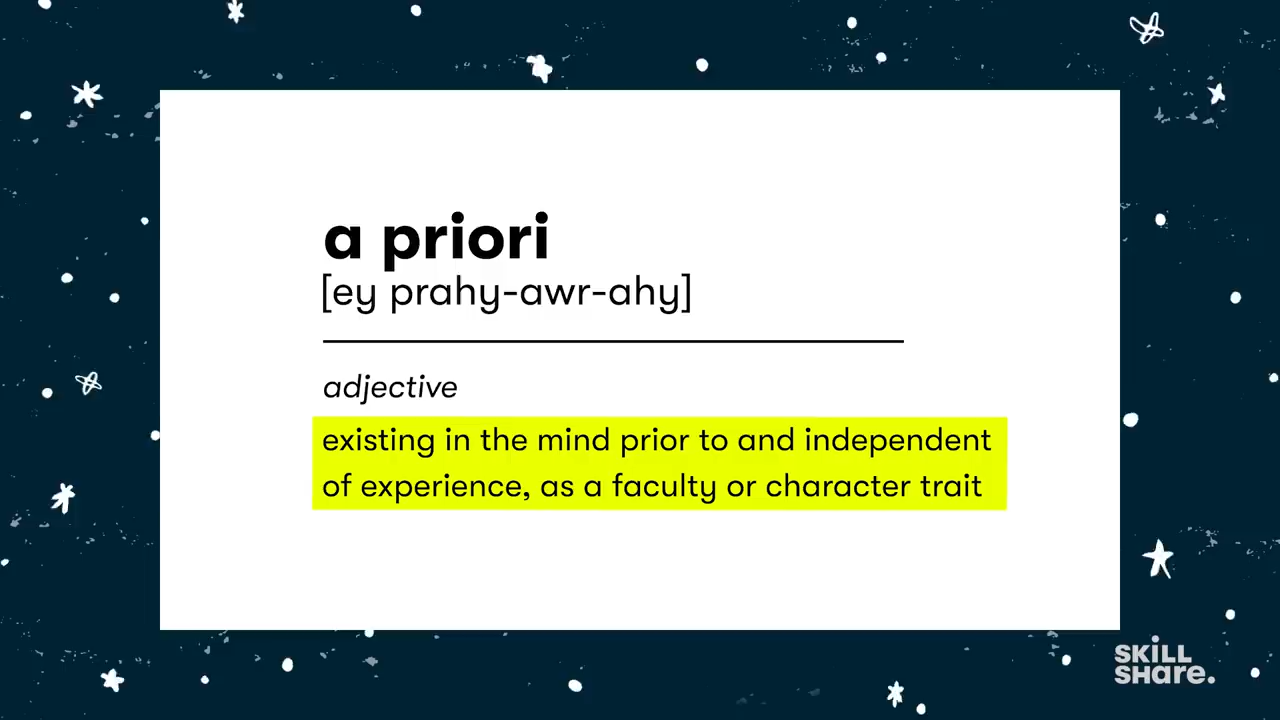 a priori
[ey prahy-awr-ahy]
adjective
existing in the mind prior to and independent
of experience, as a faculty or character trait
SKiLL
SHare.